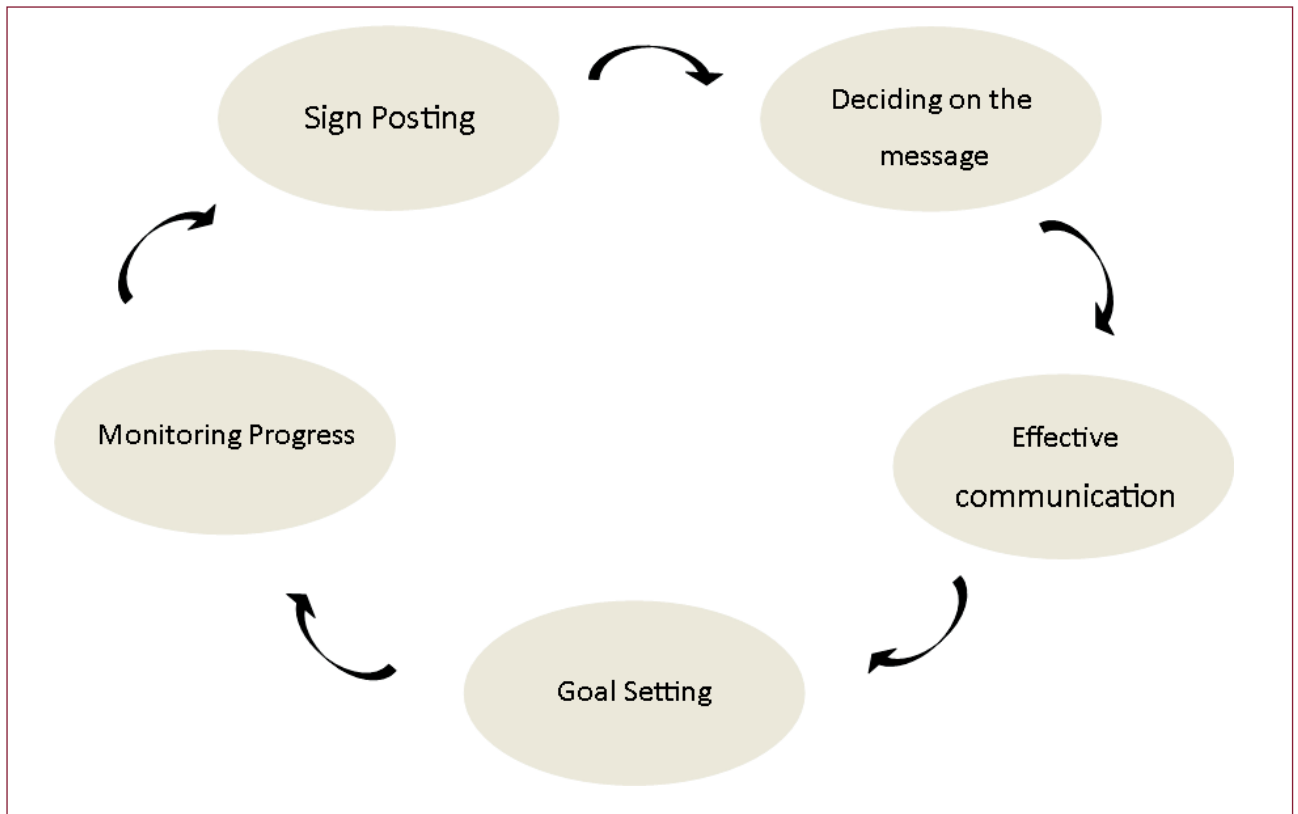 Sign Posting
Deciding on the
message
Effective
communication
Goal Setting
Monitoring Progress